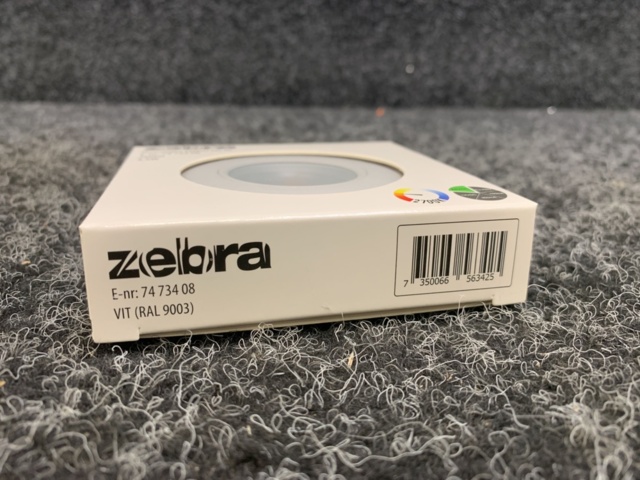 zebra
E-nr: 74 734 08
VIT (RAL 9003)
7 350066 563425